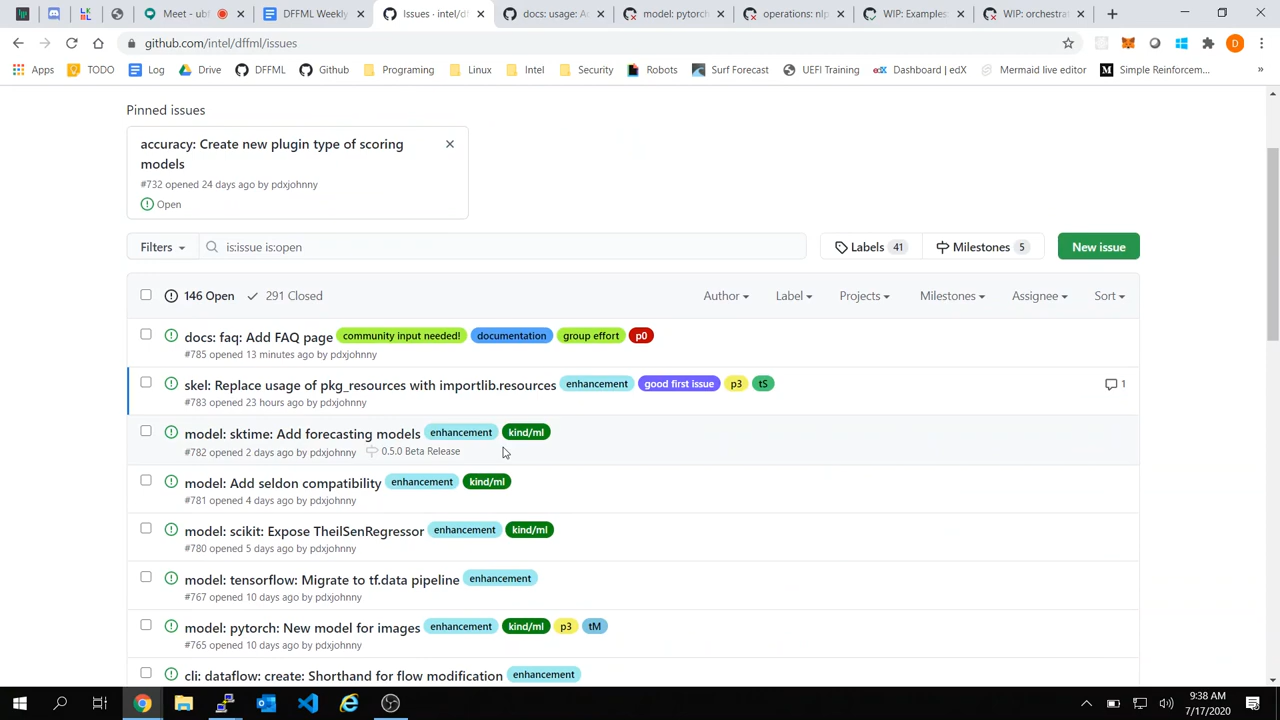 Meet - ubf
DFFML Weekly
Issues · intel/df
docs: usage: A
model: pytorch
operations: nlp
WIP: Examples:
WIP: orchestrat
github.com/intel/dffml/issues
D
Apps
TODO
Log
Drive
DFFML
Github
Programing
Linux
Intel
Security
Robots
Surf Forecast
UEFI Training
Dashboard | edX
Mermaid live editor
Simple Reinforcem...
»
Pinned issues
accuracy: Create new plugin type of scoring
models
#732 opened 24 days ago by pdxjohnny
Open
Filters
is:issue is:open
Labels 41
Milestones 5
New issue
146 Open
291 Closed
Author
Label
Projects
Milestones
Assignee
Sort
docs: faq: Add FAQ page community input needed! documentation group effort p0
#785 opened 13 minutes ago by pdxjohnny
skel: Replace usage of pkg_resources with importlib.resources enhancement good first issue p3 tS 1
#783 opened 23 hours ago by pdxjohnny
model: sktime: Add forecasting models enhancement kind/ml
#782 opened 2 days ago by pdxjohnny 0.5.0 Beta Release
model: Add seldon compatibility enhancement kind/ml
#781 opened 4 days ago by pdxjohnny
model: scikit: Expose TheilSenRegressor enhancement kind/ml
#780 opened 5 days ago by pdxjohnny
model: tensorflow: Migrate to tf.data pipeline enhancement
#767 opened 10 days ago by pdxjohnny
model: pytorch: New model for images enhancement kind/ml p3 tM
#765 opened 10 days ago by pdxjohnny
cli: dataflow: create: Shorthand for flow modification enhancement
9:38 AM
7/17/2020